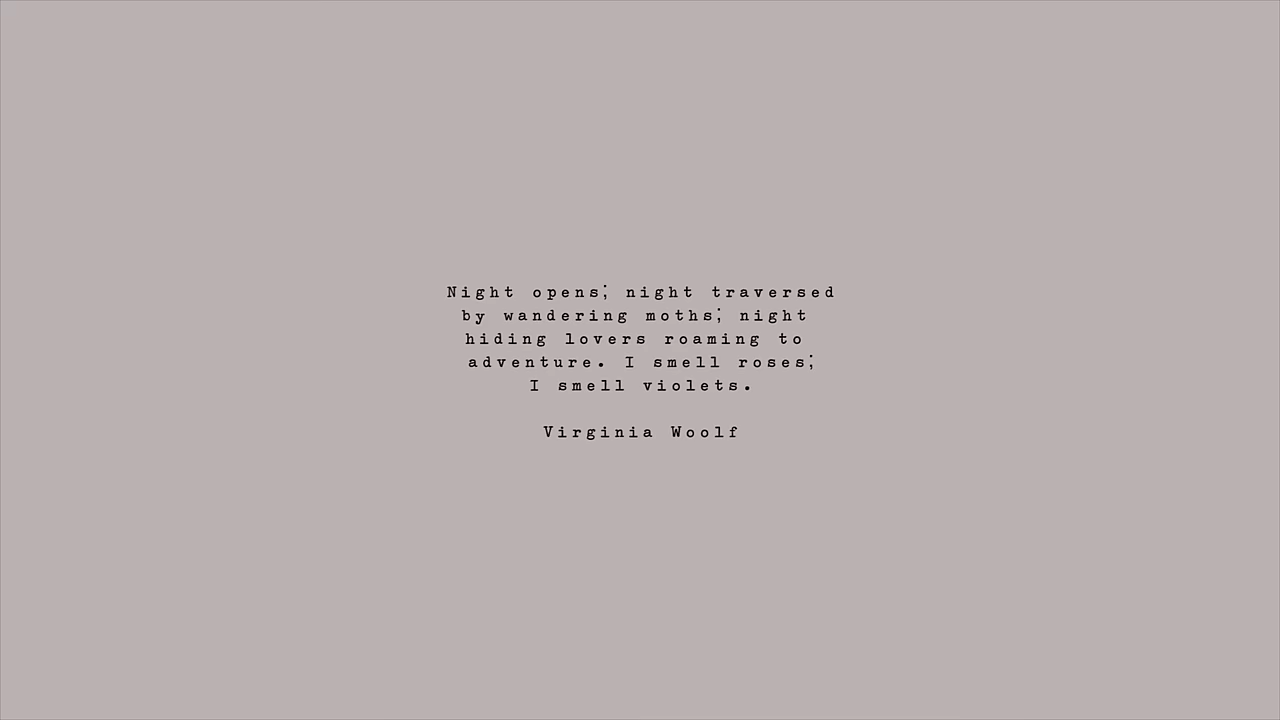 Night opens; night traversed
by wandering moths; night
hiding lovers roaming to
adventure. I smell roses;
I smell violets.
Virginia Woolf